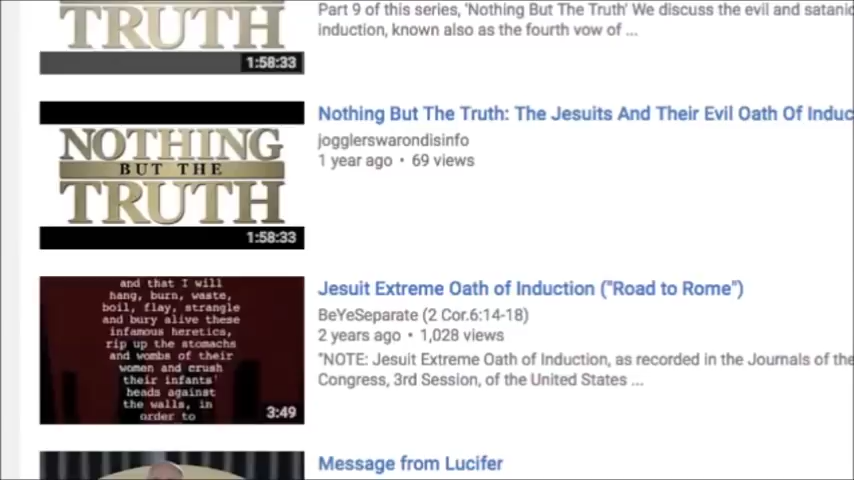 TRUTH
1:58:33
Part 9 of this series, 'Nothing But The Truth' We discuss the evil and satanic
induction, known also as the fourth vow of ...
NOTHING
BUT THE
TRUTH
1:58:33
Nothing But The Truth: The Jesuits And Their Evil Oath Of Induc
jogglerswarondisinfo
1 year ago • 69 views
and that I will
hang, burn, waste,
boil, flay, strangle
and bury alive these
infamous heretics,
rip up the stomachs
and wombs of their
women and crush
their infants'
heads against
the walls, in
order to
3:49
Jesuit Extreme Oath of Induction ("Road to Rome")
BeYeSeparate (2 Cor.6:14-18)
2 years ago • 1,028 views
"NOTE: Jesuit Extreme Oath of Induction, as recorded in the Journals of the
Congress, 3rd Session, of the United States ...
Message from Lucifer